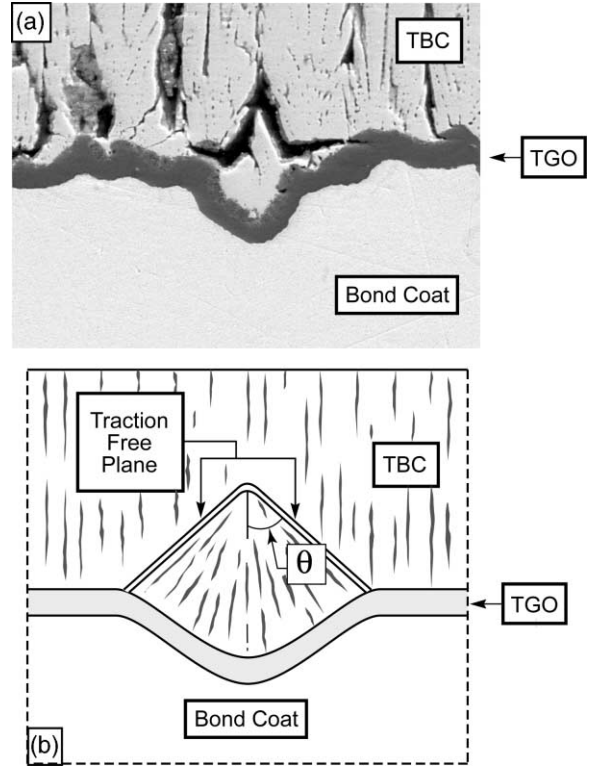 (a)
TBC
TGO
Bond Coat
Traction
Free
Plane
TBC
θ
TGO
Bond Coat
(b)